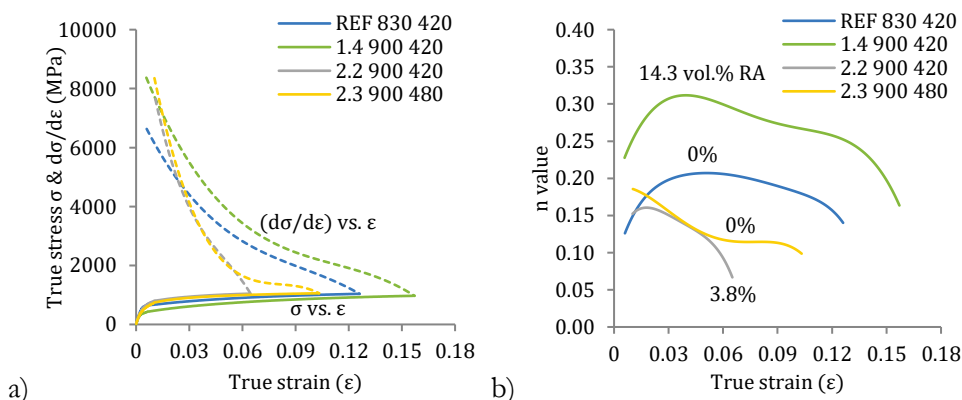 True stress σ & dσ/dε (MPa)
10000
8000
6000
4000
2000
0
REF 830 420
1.4 900 420
2.2 900 420
2.3 900 480
(dσ/dε) vs. ε
σ vs. ε
0 0.03 0.06 0.09 0.12 0.15 0.18
True strain (ε)
a)
n value
0.40
0.35
0.30
0.25
0.20
0.15
0.10
0.05
0.00
REF 830 420
1.4 900 420
2.2 900 420
2.3 900 480
14.3 vol.% RA
0%
0%
3.8%
0 0.03 0.06 0.09 0.12 0.15 0.18
True strain (ε)
b)